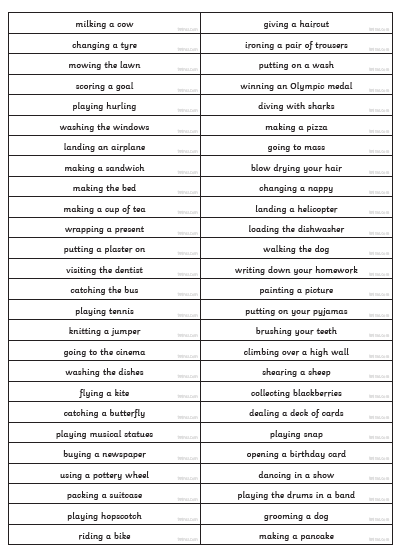 milking a cow
giving a haircut
changing a tyre
ironing a pair of trousers
mowing the lawn
putting on a wash
scoring a goal
winning an Olympic medal
playing hurling
diving with sharks
washing the windows
making a pizza
landing an airplane
going to mass
making a sandwich
blow drying your hair
making the bed
changing a nappy
making a cup of tea
landing a helicopter
wrapping a present
loading the dishwasher
putting a plaster on
walking the dog
visiting the dentist
writing down your homework
catching the bus
painting a picture
playing tennis
putting on your pyjamas
knitting a jumper
brushing your teeth
going to the cinema
climbing over a high wall
washing the dishes
shearing a sheep
flying a kite
collecting blackberries
catching a butterfly
dealing a deck of cards
playing musical statues
playing snap
buying a newspaper
opening a birthday card
using a pottery wheel
dancing in a show
packing a suitcase
playing the drums in a band
playing hopscotch
grooming a dog
riding a bike
making a pancake